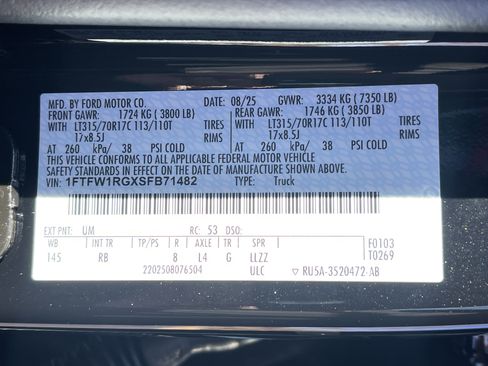 MFD. BY FORD MOTOR CO. DATE: 08/25 GVWR: 3334 KG ( 7350 LB)
FRONT GAWR: 1724 KG ( 3800 LB) REAR GAWR: 1746 KG ( 3850 LB)
WITH LT315/70R17C 113/110T TIRES WITH LT315/70R17C 113/110T TIRES
17x8.5J RIMS 17x8.5J RIMS
AT 260 kPa/ 38 PSI COLD AT 260 kPa/ 38 PSI COLD
THIS VEHICLE CONFORMS TO ALL APPLICABLE FEDERAL MOTOR VEHICLE
SAFETY STANDARDS IN EFFECT ON THE DATE OF MANUFACTURE SHOWN ABOVE.
VIN: 1FTFW1RGXSFB71482 TYPE: Truck
EXT PNT: UM RC: 53 DSO: F0103
WB INT TR TP/PS R AXLE TR SPR T0269
145 RB 8 L4 G LLZZ
2202508076504 ULC ▽ RU5A-3520472-AB